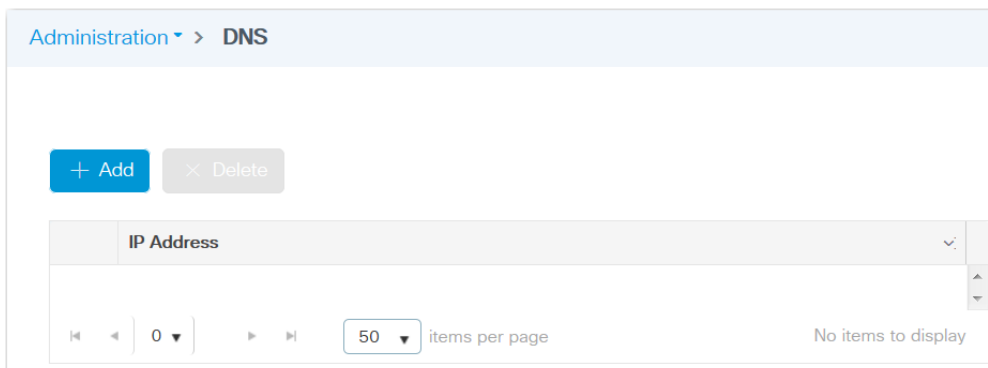 Administration > DNS
+ Add
× Delete
IP Address
0
50 items per page
No items to display